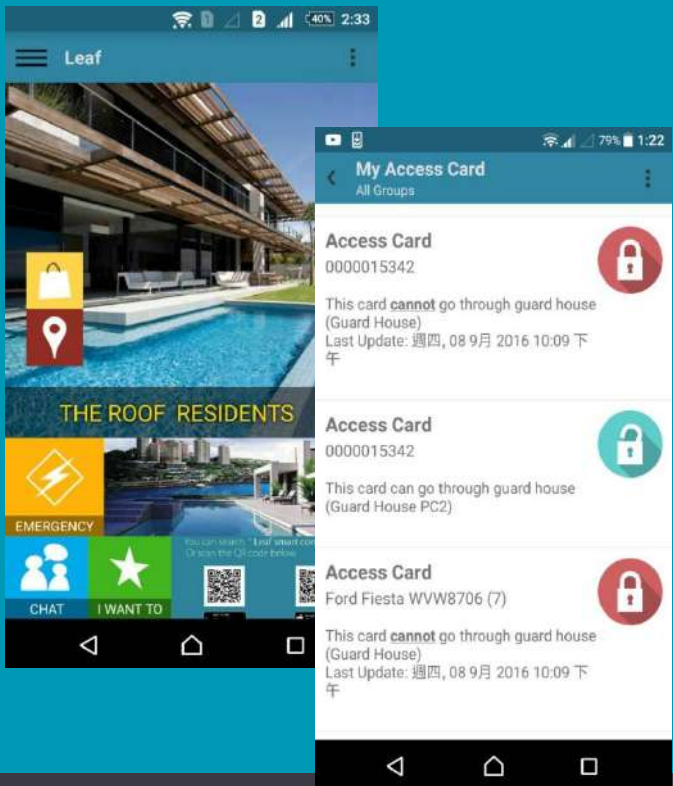 40% 2:33
Leaf
THE ROOF RESIDENTS
EMERGENCY
You can search " Leaf smart con
Or scan the QR code below
CHAT
I WANT TO
79% 1:22
My Access Card
All Groups
Access Card
0000015342
This card cannot go through guard house
(Guard House)
Last Update: 週四, 08 9月 2016 10:09 下
午
Access Card
0000015342
This card can go through guard house
(Guard House PC2)
Access Card
Ford Fiesta WVW8706 (7)
This card cannot go through guard house
(Guard House)
Last Update: 週四, 08 9月 2016 10:09 下
午